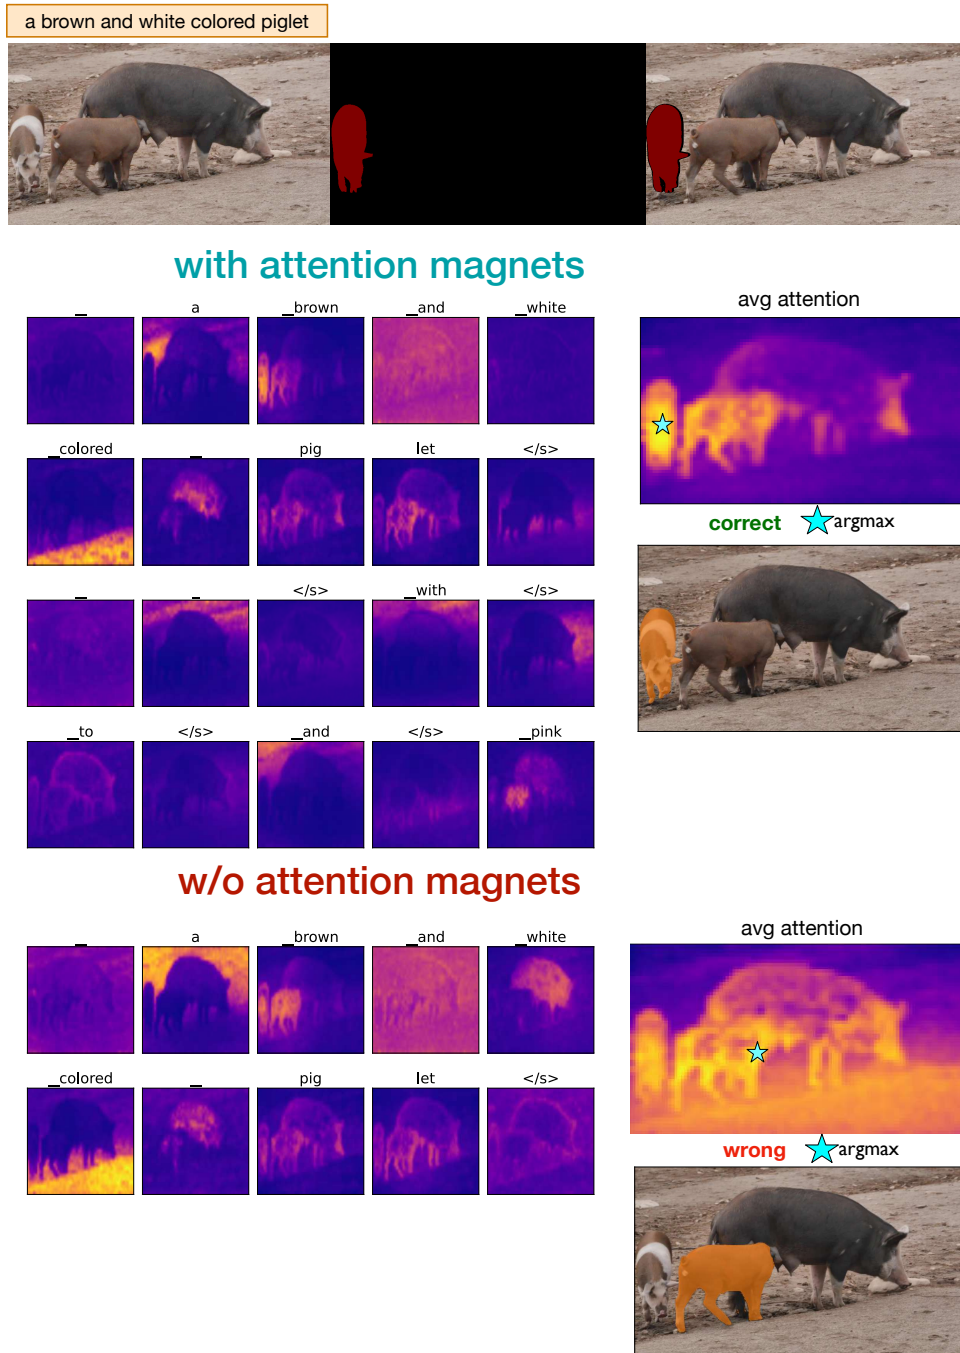 a brown and white colored piglet
with attention magnets
_ a _brown _and _white
_colored _ pig let </s>
_ - </s> _with </s>
_to </s> _and </s> _pink
avg attention
correct argmax
w/o attention magnets
_ a _brown _and _white
_colored _ pig let </s>
avg attention
wrong argmax